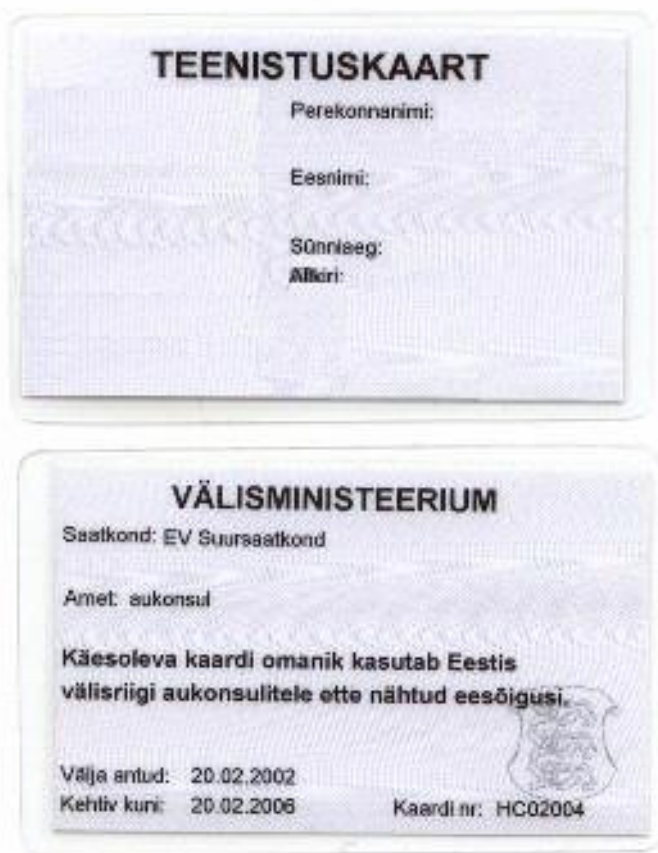 TEENISTUSKAART
Perekonnanimi:
Eesnimi:
Sünniaeg:
Allkiri:
VÄLISMINISTEERIUM
Saatkond: EV Suursaatkond
Amet: aukonsul
Käesoleva kaardi omanik kasutab Eestis
välisriigi aukonsulitele ette nähtud eesõigusi.
Välja antud: 20.02.2002
Kehtiv kuni: 20.02.2006 Kaardi nr: HC02004